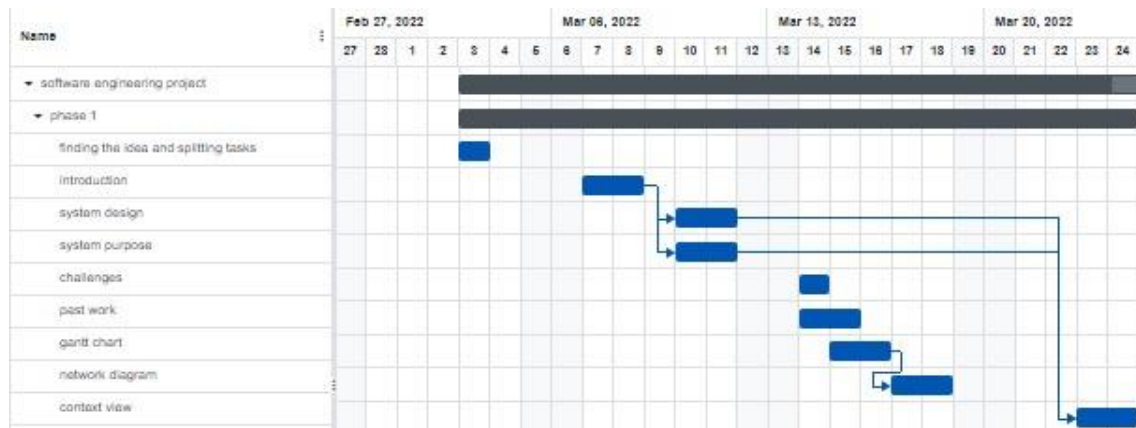 Name
Feb 27, 2022 Mar 06, 2022 Mar 13, 2022 Mar 20, 2022
27 28 1 2 3 4 5 6 7 8 9 10 11 12 13 14 15 16 17 18 19 20 21 22 23 24
software engineering project
phase 1
finding the idea and splitting tasks
introduction
system design
system purpose
challenges
past work
gantt chart
network diagram
context view